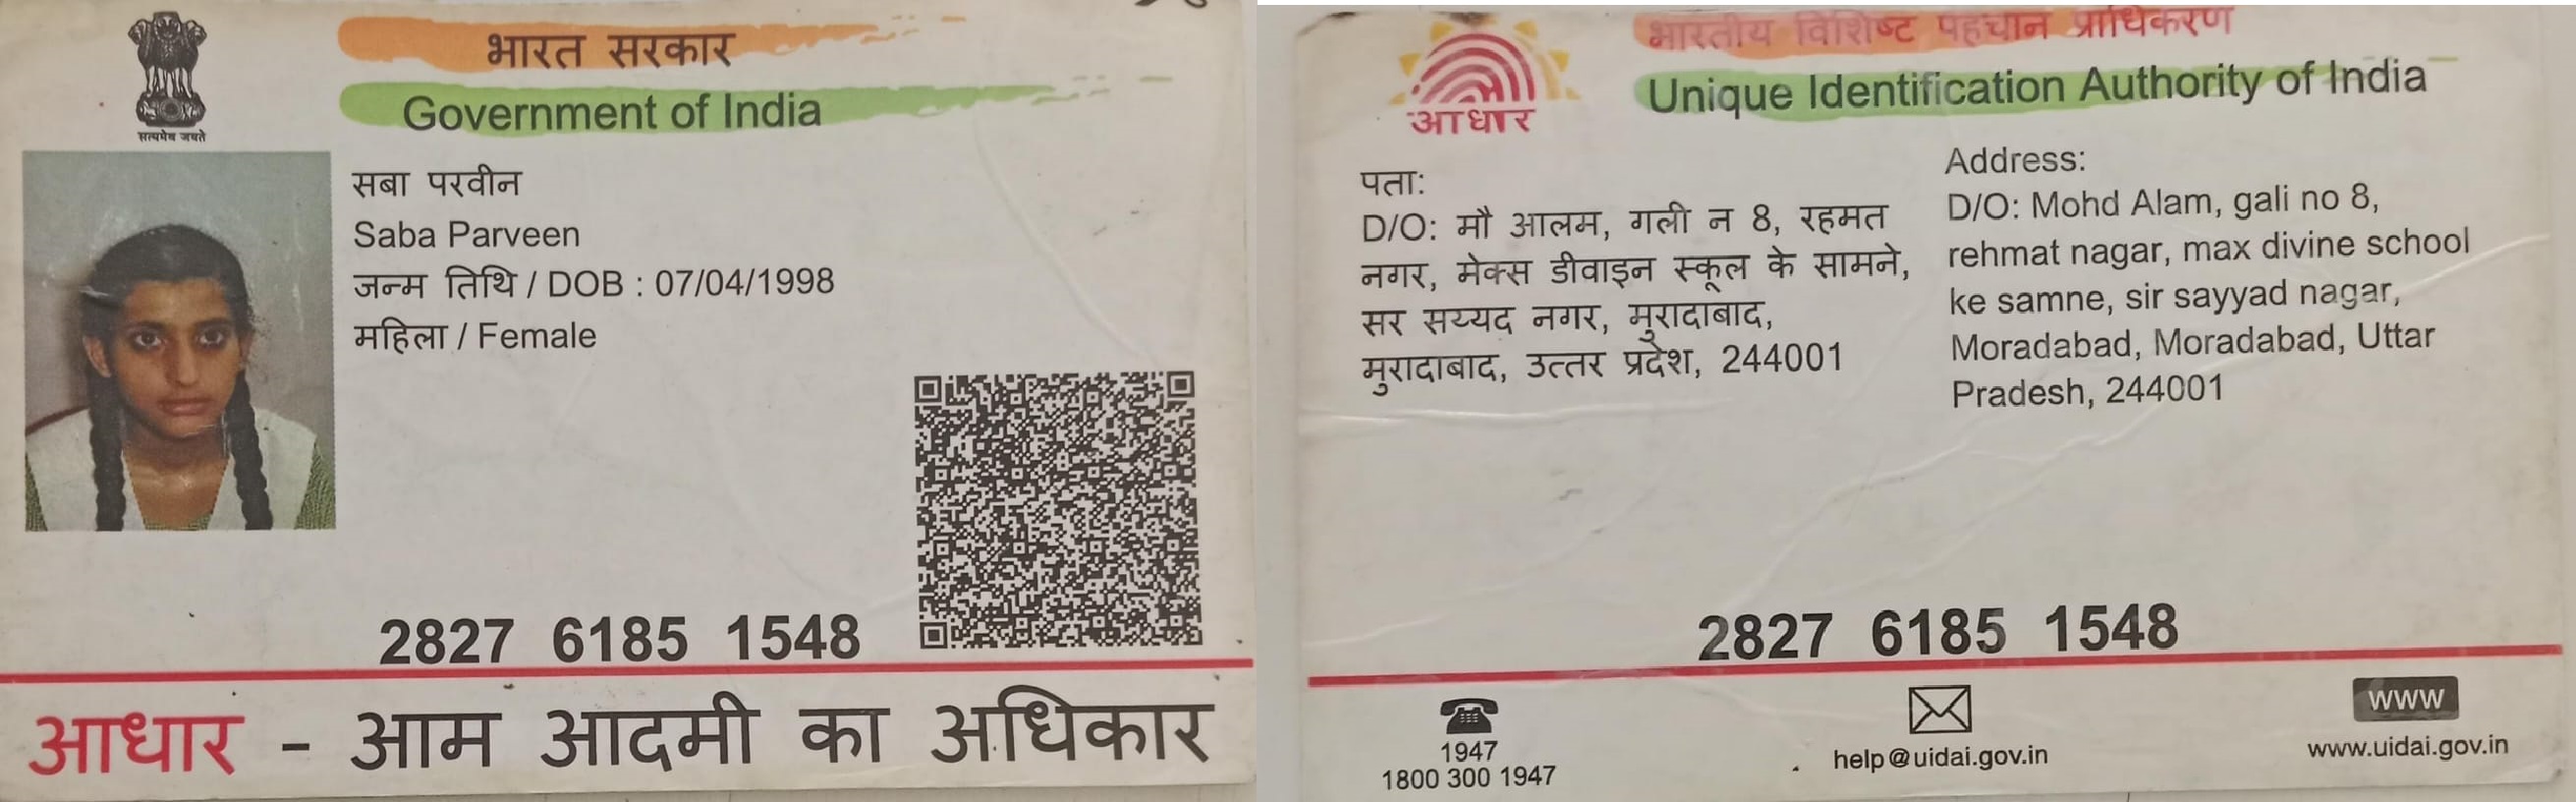 सत्यमेव जयते
भारत सरकार
Government of India
सबा परवीन
Saba Parveen
जन्म तिथि / DOB : 07/04/1998
महिला / Female
2827 6185 1548
आधार - आम आदमी का अधिकार
भारतीय विशिष्ट पहचान प्राधिकरण
Unique Identification Authority of India
आधार
पता:
D/O: मौ आलम, गली न 8, रहमत
नगर, मेक्स डीवाइन स्कूल के सामने,
सर सय्यद नगर, मुरादाबाद,
मुरादाबाद, उत्तर प्रदेश, 244001
Address:
D/O: Mohd Alam, gali no 8,
rehmat nagar, max divine school
ke samne, sir sayyad nagar,
Moradabad, Moradabad, Uttar
Pradesh, 244001
2827 6185 1548
1947
1800 300 1947
help@uidai.gov.in
www
www.uidai.gov.in